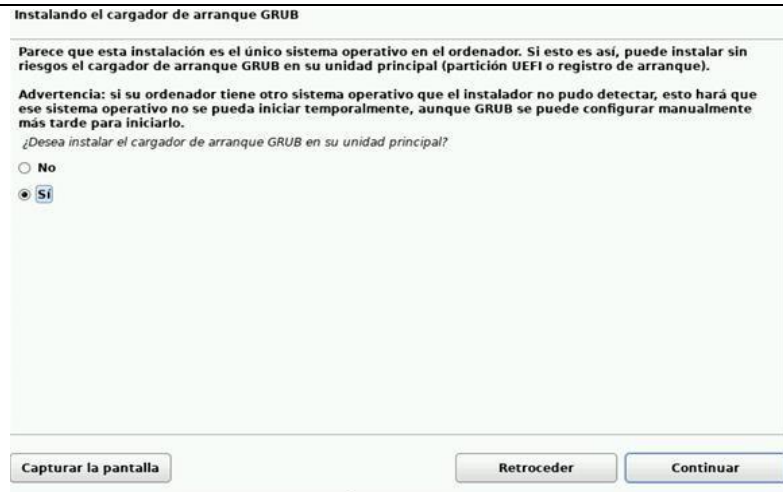 Instalando el cargador de arranque GRUB
Parece que esta instalación es el único sistema operativo en el ordenador. Si esto es así, puede instalar sin
riesgos el cargador de arranque GRUB en su unidad principal (partición UEFI o registro de arranque).
Advertencia: si su ordenador tiene otro sistema operativo que el instalador no pudo detectar, esto hará que
ese sistema operativo no se pueda iniciar temporalmente, aunque GRUB se puede configurar manualmente
más tarde para iniciarlo.
¿Desea instalar el cargador de arranque GRUB en su unidad principal?
No
Sí
Capturar la pantalla
Retroceder
Continuar